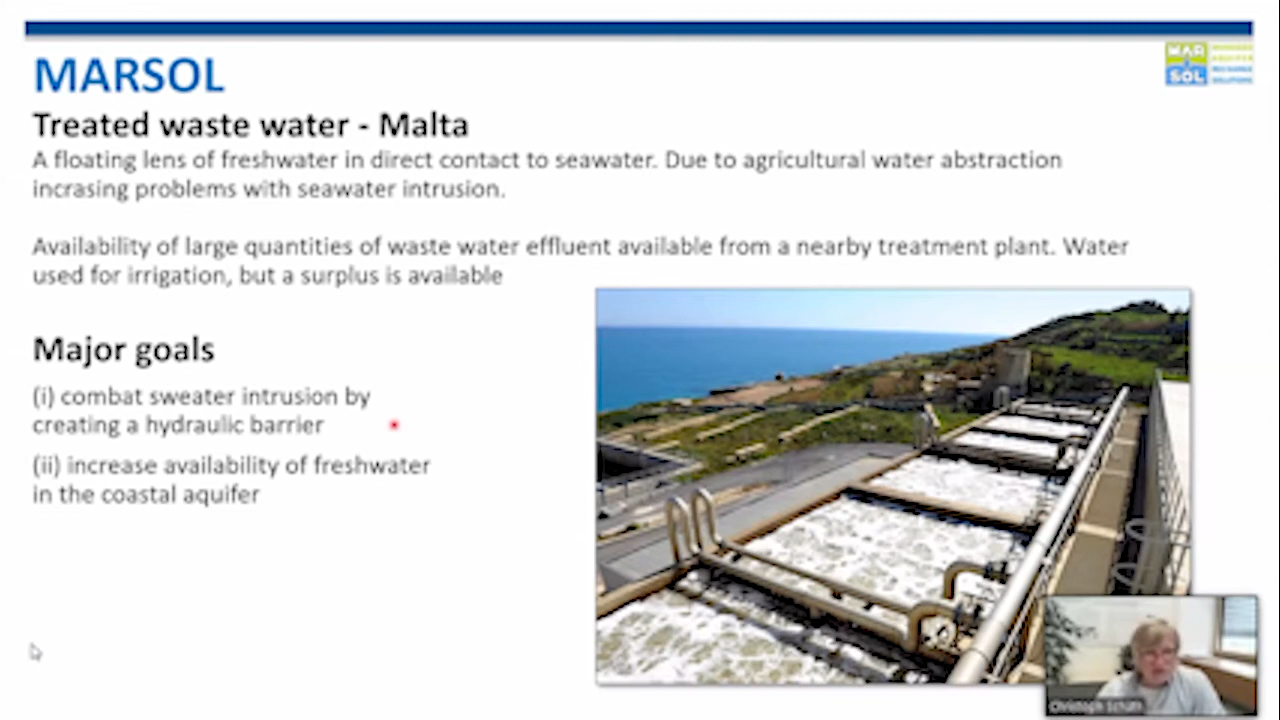 MARSOL
MAR
SOL
Treated waste water - Malta
A floating lens of freshwater in direct contact to seawater. Due to agricultural water abstraction
incrasing problems with seawater intrusion.
Availability of large quantities of waste water effluent available from a nearby treatment plant. Water
used for irrigation, but a surplus is available
Major goals
(i) combat sweater intrusion by
creating a hydraulic barrier
(ii) increase availability of freshwater
in the coastal aquifer
Christoph